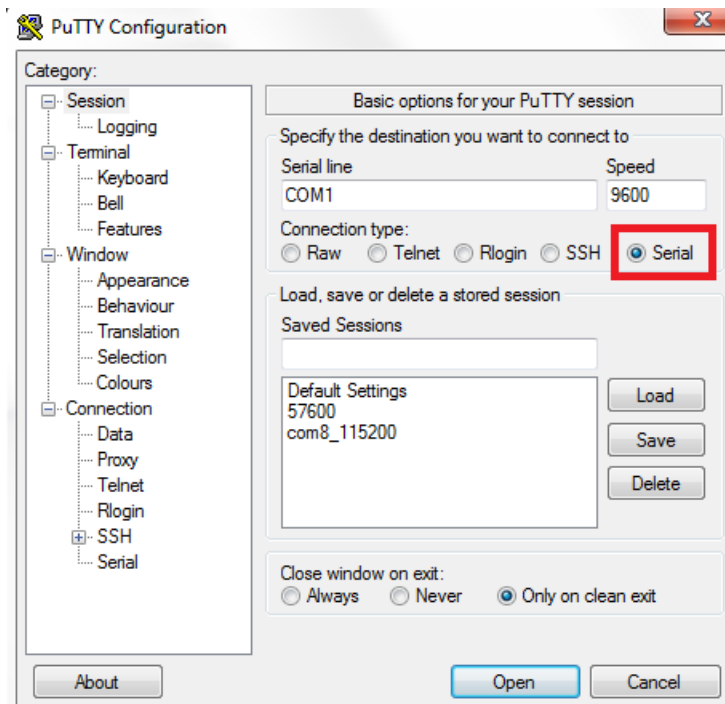 PuTTY Configuration
Category:
Session
Logging
Terminal
Keyboard
Bell
Features
Window
Appearance
Behaviour
Translation
Selection
Colours
Connection
Data
Proxy
Telnet
Rlogin
SSH
Serial
Basic options for your PuTTY session
Specify the destination you want to connect to
Serial line Speed
COM1 9600
Connection type:
Raw Telnet Rlogin SSH Serial
Load, save or delete a stored session
Saved Sessions
Default Settings
57600
com8_115200
Load
Save
Delete
Close window on exit:
Always Never Only on clean exit
About Open Cancel